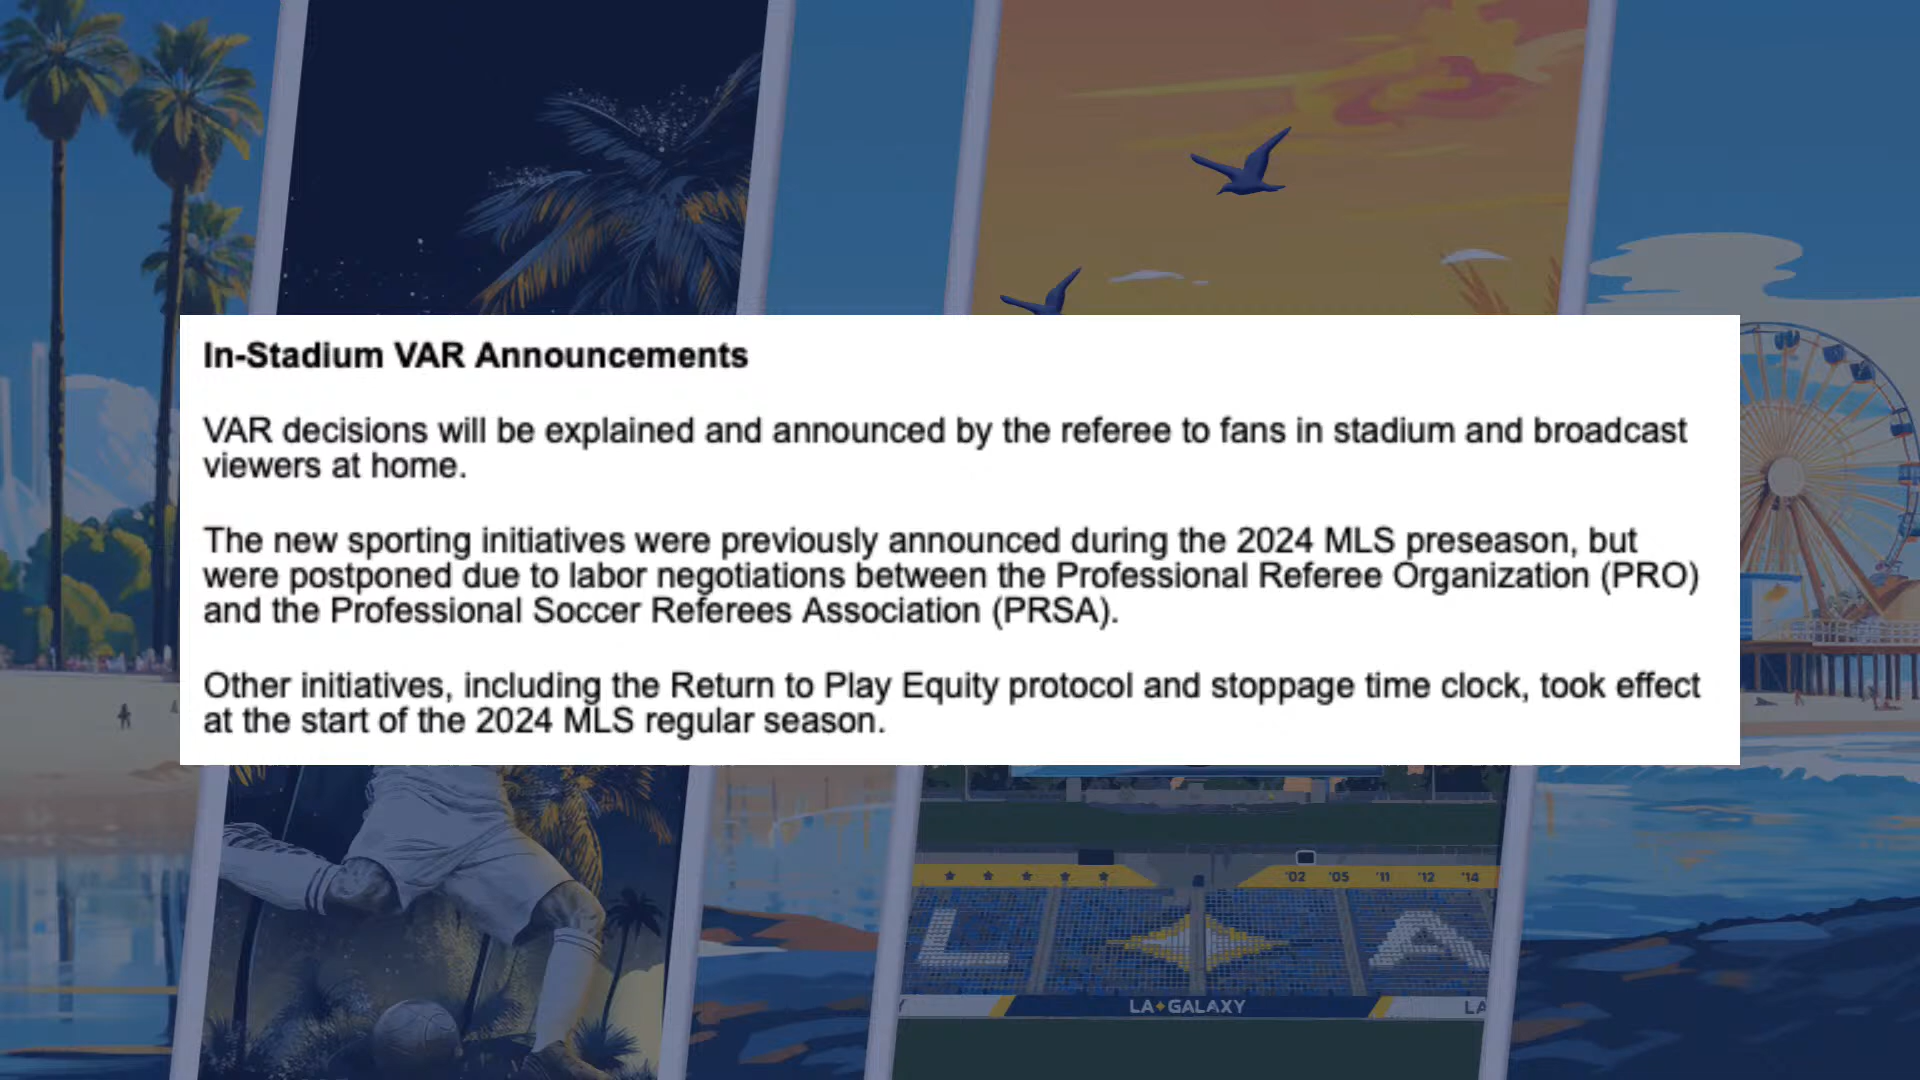 In-Stadium VAR Announcements
VAR decisions will be explained and announced by the referee to fans in stadium and broadcast
viewers at home.
The new sporting initiatives were previously announced during the 2024 MLS preseason, but
were postponed due to labor negotiations between the Professional Referee Organization (PRO)
and the Professional Soccer Referees Association (PRSA).
Other initiatives, including the Return to Play Equity protocol and stoppage time clock, took effect
at the start of the 2024 MLS regular season.
'02 '05 '11 '12 '14
L A
LA GALAXY
LA